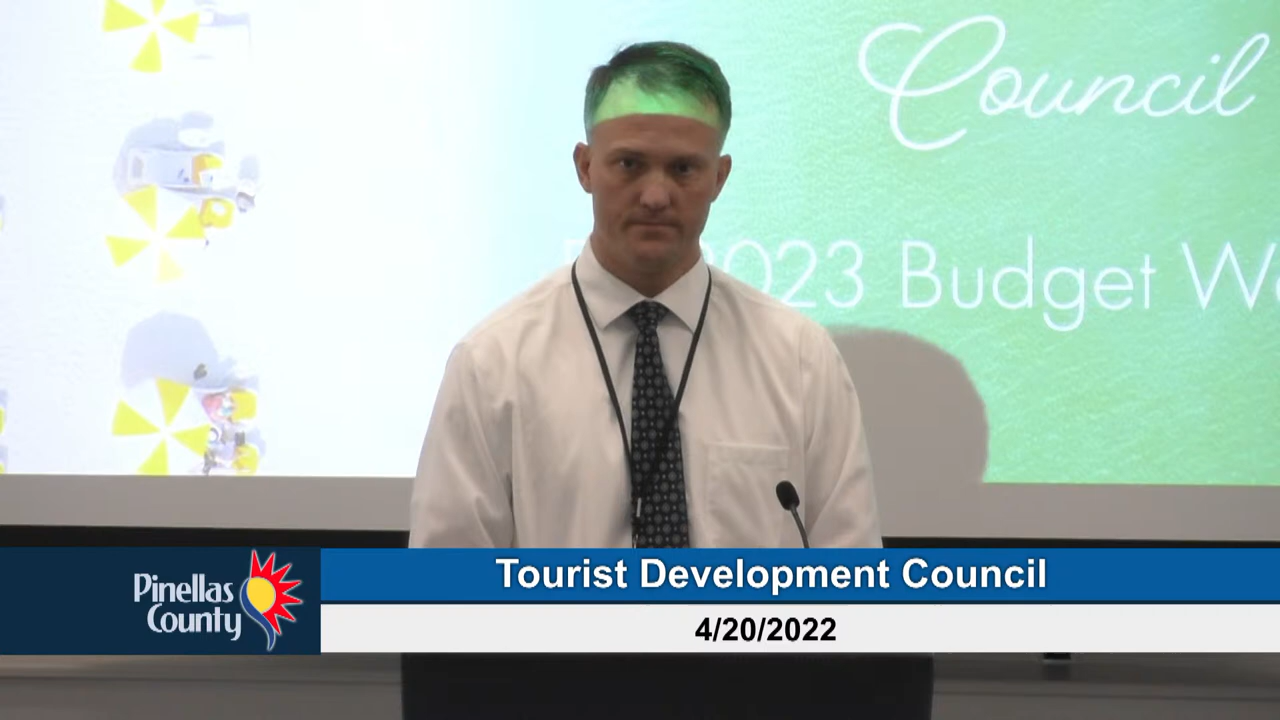 Council
2023 Budget
Tourist Development Council
Pinellas
County
4/20/2022